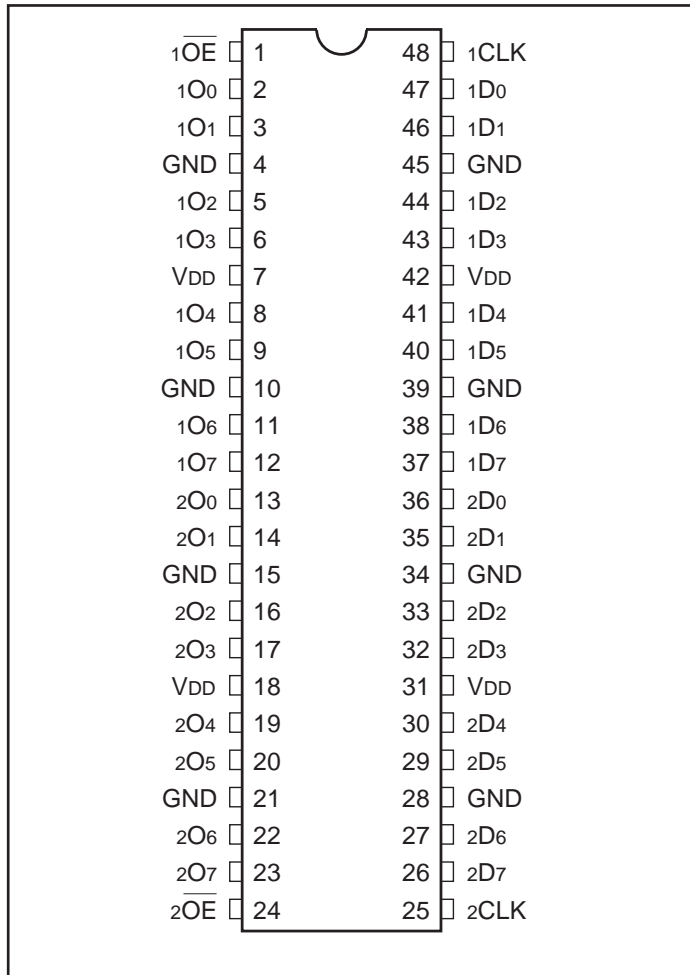 1OE 1 48 1CLK
1O0 2 47 1D0
1O1 3 46 1D1
GND 4 45 GND
1O2 5 44 1D2
1O3 6 43 1D3
VDD 7 42 VDD
1O4 8 41 1D4
1O5 9 40 1D5
GND 10 39 GND
1O6 11 38 1D6
1O7 12 37 1D7
2O0 13 36 2D0
2O1 14 35 2D1
GND 15 34 GND
2O2 16 33 2D2
2O3 17 32 2D3
VDD 18 31 VDD
2O4 19 30 2D4
2O5 20 29 2D5
GND 21 28 GND
2O6 22 27 2D6
2O7 23 26 2D7
2OE 24 25 2CLK